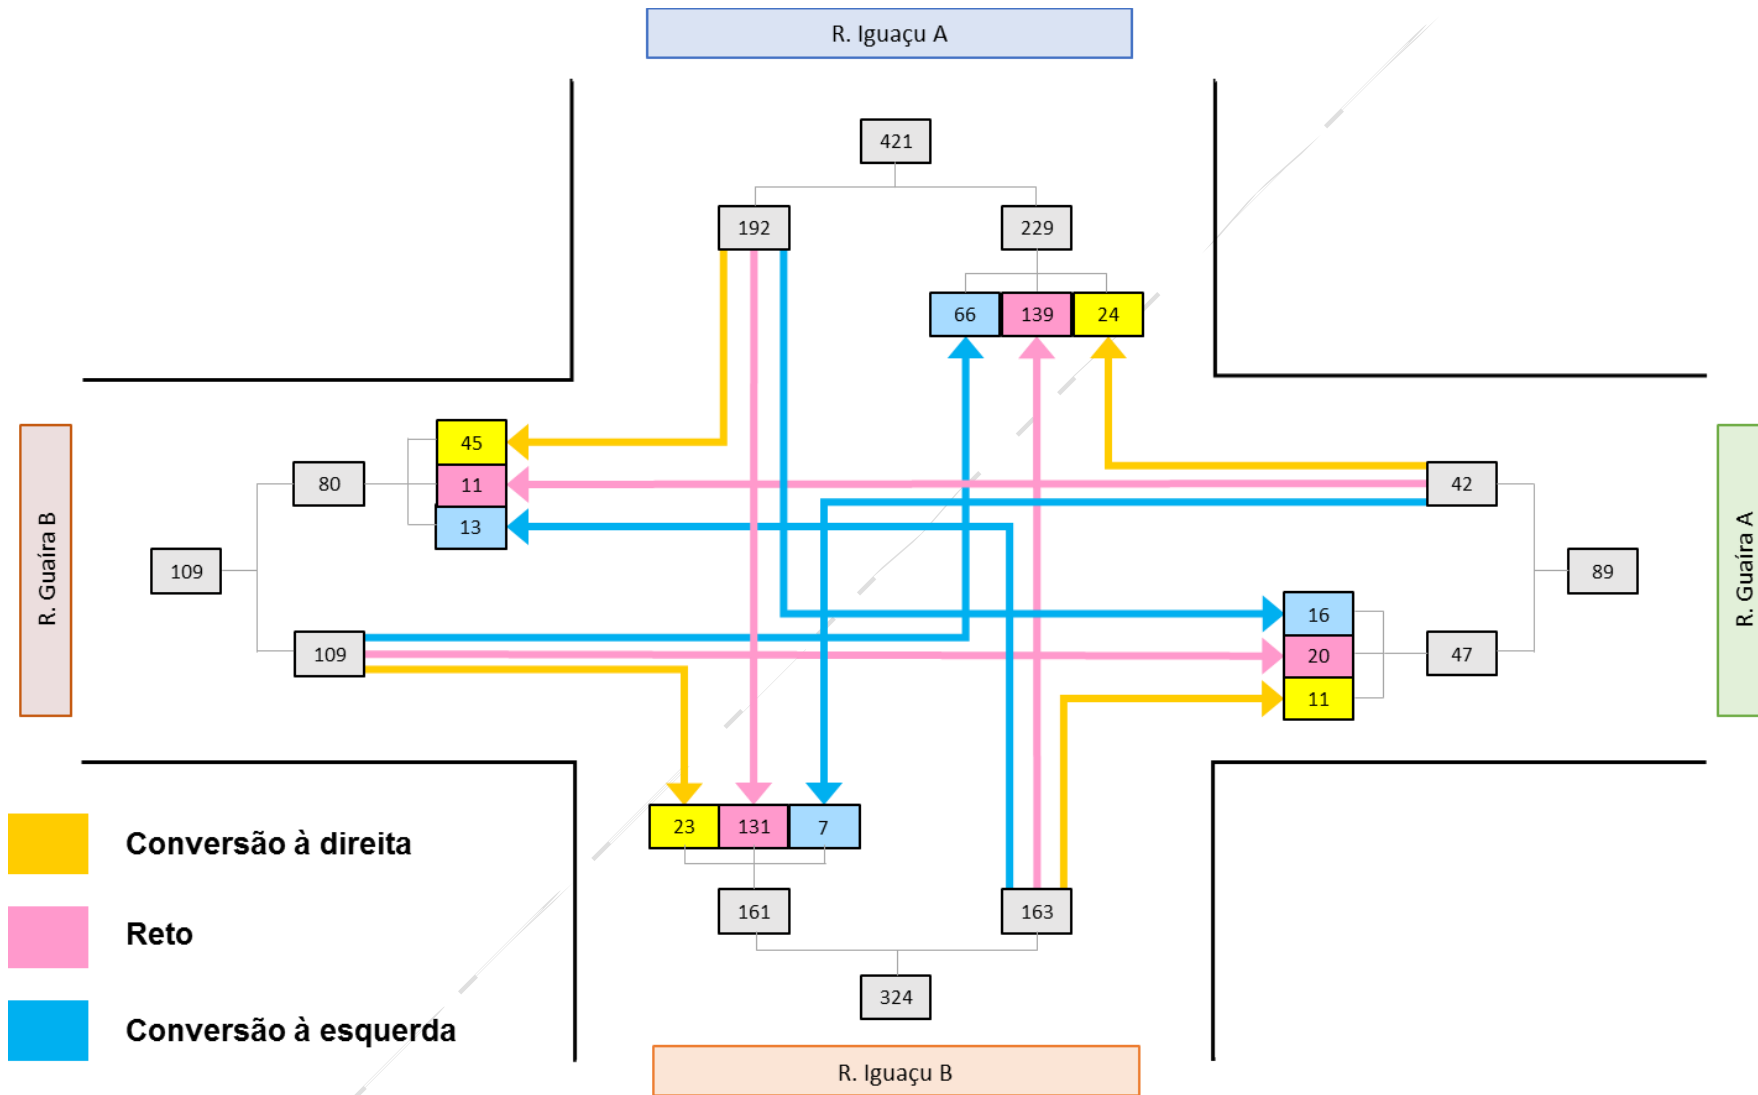 R. Iguaçu A
421
192
229
66 139 24
45
11
13
80
109
109
R. Guaíra B
42
89
R. Guaíra A
16
20
11
47
23 131 7
161
163
324
R. Iguaçu B
Conversão à direita
Reto
Conversão à esquerda